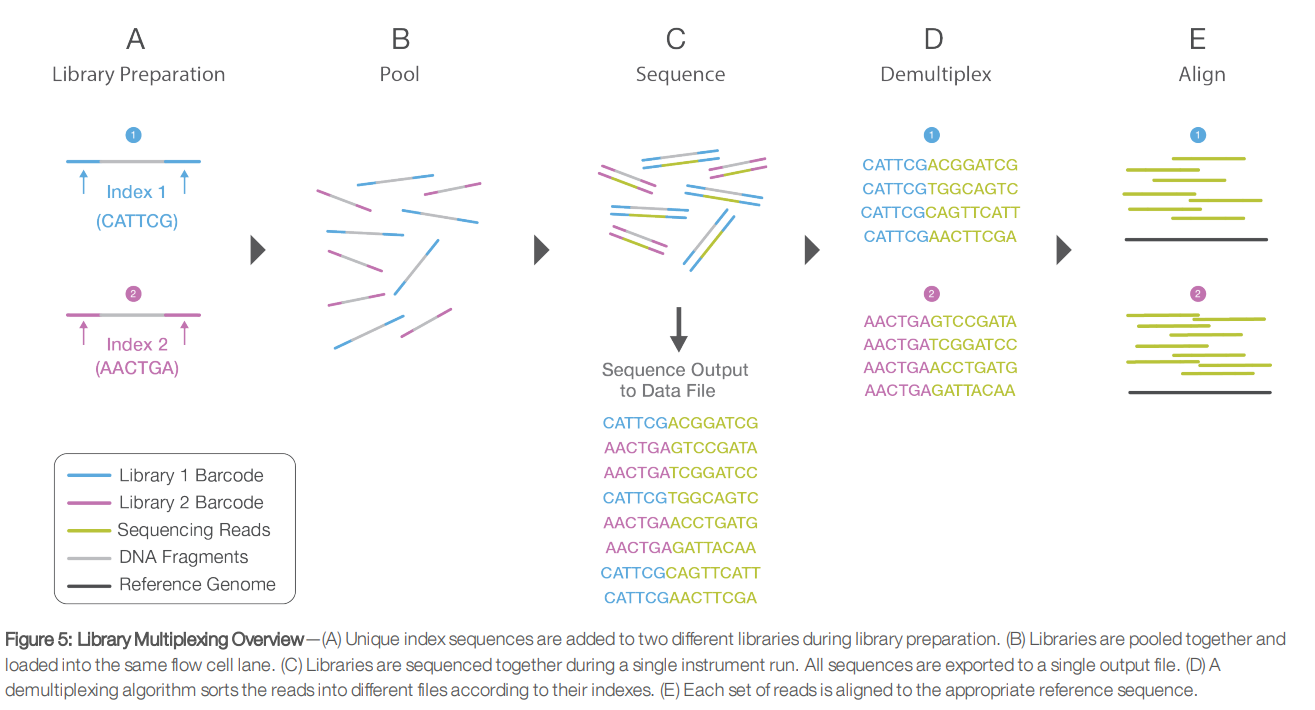 A
Library Preparation
1
Index 1
(CATTCG)
2
Index 2
(AACTGA)
B
Pool
C
Sequence
Sequence Output
to Data File
CATTCGACGGATCG
AACTGAGTCCGATA
AACTGATCGGATCC
CATTCGTGGCAGTC
AACTGAACCTGATG
AACTGAGATTACAA
CATTCGCAGTTCATT
CATTCGAACTTCGA
D
Demultiplex
1
CATTCGACGGATCG
CATTCGTGGCAGTC
CATTCGCAGTTCATT
CATTCGAACTTCGA
2
AACTGAGTCCGATA
AACTGATCGGATCC
AACTGAACCTGATG
AACTGAGATTACAA
E
Align
1
2
Library 1 Barcode
Library 2 Barcode
Sequencing Reads
DNA Fragments
Reference Genome
Figure 5: Library Multiplexing Overview—(A) Unique index sequences are added to two different libraries during library preparation. (B) Libraries are pooled together and
loaded into the same flow cell lane. (C) Libraries are sequenced together during a single instrument run. All sequences are exported to a single output file. (D) A
demultiplexing algorithm sorts the reads into different files according to their indexes. (E) Each set of reads is aligned to the appropriate reference sequence.